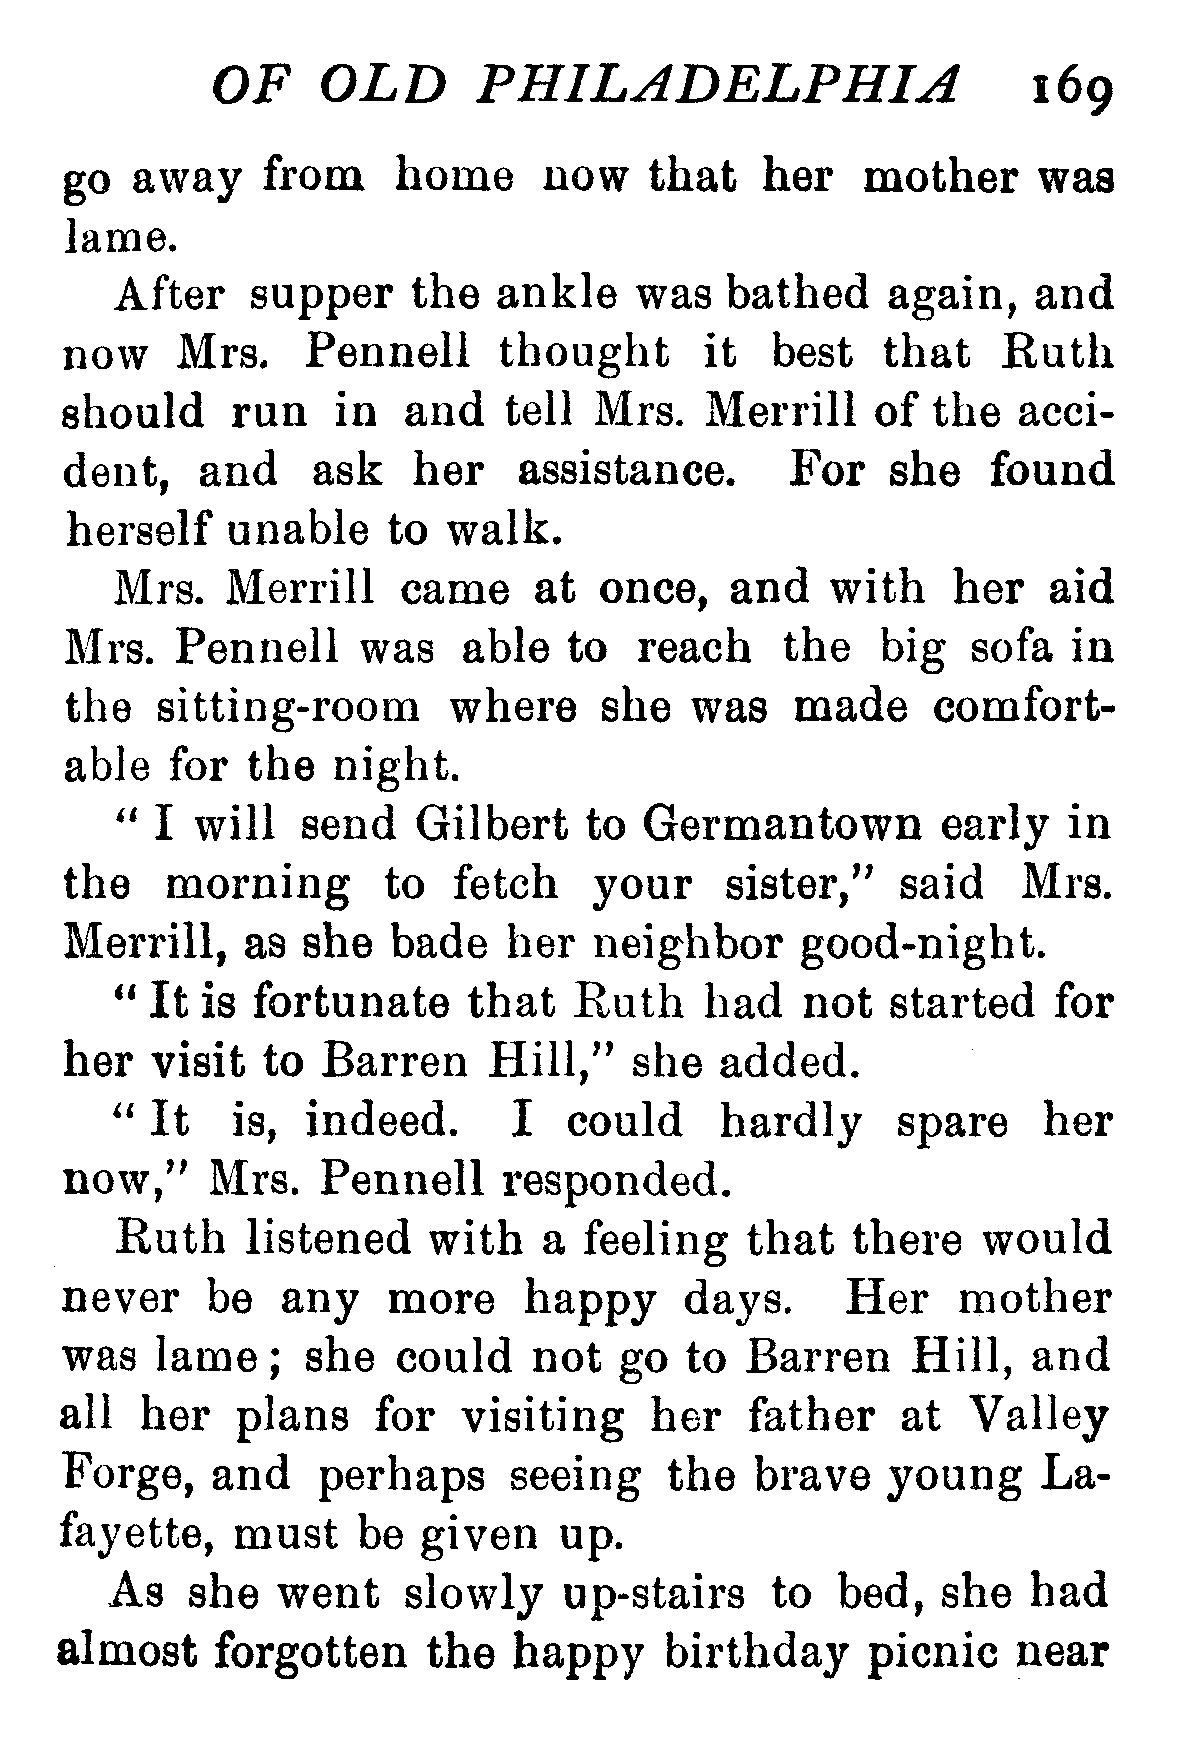 OF OLD PHILADELPHIA 169
go away from home now that her mother was
lame.
After supper the ankle was bathed again, and
now Mrs. Pennell thought it best that Ruth
should run in and tell Mrs. Merrill of the acci-
dent, and ask her assistance. For she found
herself unable to walk.
Mrs. Merrill came at once, and with her aid
Mrs. Pennell was able to reach the big sofa in
the sitting-room where she was made comfort-
able for the night.
“ I will send Gilbert to Germantown early in
the morning to fetch your sister,” said Mrs.
Merrill, as she bade her neighbor good-night.
“ It is fortunate that Ruth had not started for
her visit to Barren Hill,” she added.
“ It is, indeed. I could hardly spare her
now,” Mrs. Pennell responded.
Ruth listened with a feeling that there would
never be any more happy days. Her mother
was lame ; she could not go to Barren Hill, and
all her plans for visiting her father at Valley
Forge, and perhaps seeing the brave young La-
fayette, must be given up.
As she went slowly up-stairs to bed, she had
almost forgotten the happy birthday picnic near